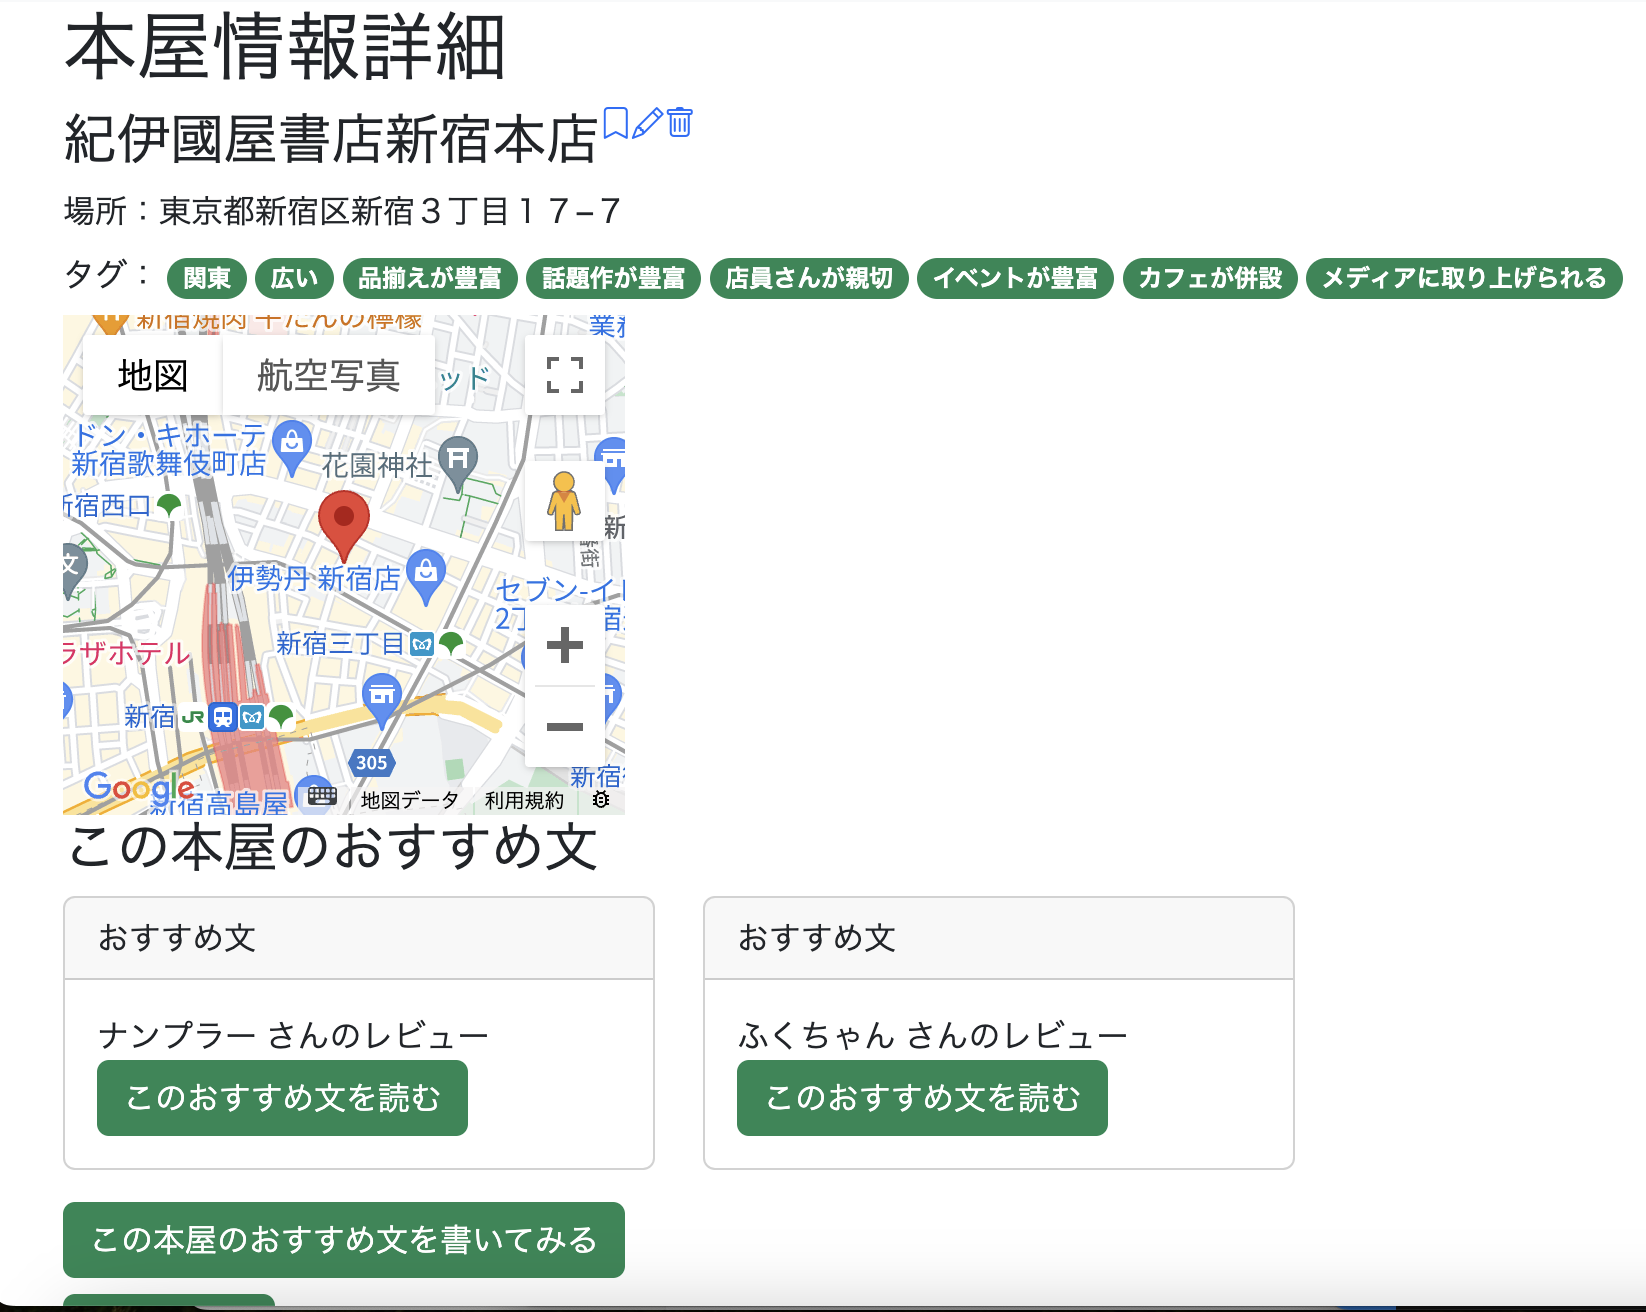 本屋情報詳細
紀伊國屋書店新宿本店
場所：東京都新宿区新宿３丁目１７−７
タグ： 関東 広い 品揃えが豊富 話題作が豊富 店員さんが親切 イベントが豊富 カフェが併設 メディアに取り上げられる
新宿焼肉 牛たんの檸檬
地図 航空写真
ッド
ドン・キホーテ
新宿歌舞伎町店
花園神社
新宿西口
新
伊勢丹 新宿店
セブン-イ
2丁
新宿三丁目
ラザホテル
新宿 JR
305
新宿
Google
新宿高島屋
地図データ 利用規約
この本屋のおすすめ文
おすすめ文
ナンプラー さんのレビュー
このおすすめ文を読む
おすすめ文
ふくちゃん さんのレビュー
このおすすめ文を読む
この本屋のおすすめ文を書いてみる